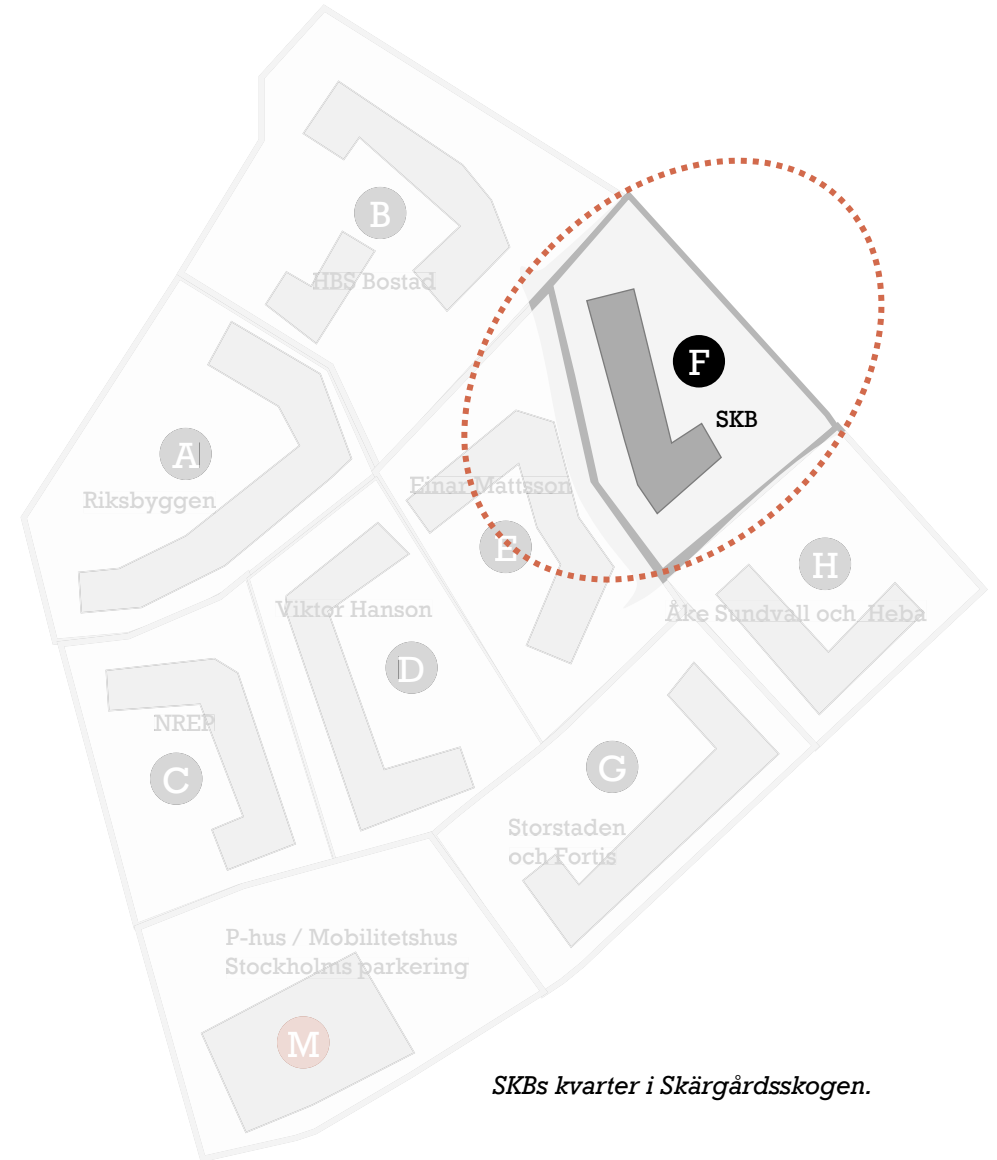 B
HBS Bostad
F
SKB
A
Riksbyggen
Einar Mattsson
E
H
Viktor Hanson
Åke Sundvall och Heba
D
NREP
C
G
Storstaden
och Fortis
P-hus / Mobilitetshus
Stockholms parkering
M
SKBs kvarter i Skärgårdsskogen.